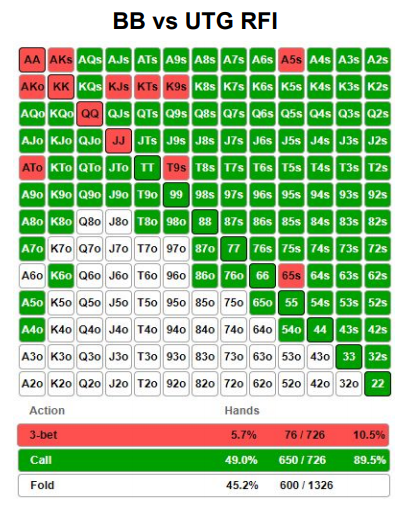 BB vs UTG RFI
AA AKs AQs AJs ATs A9s A8s A7s A6s A5s A4s A3s A2s
AKo KK KQs KJs KTs K9s K8s K7s K6s K5s K4s K3s K2s
AQo KQo QQ QJs QTs Q9s Q8s Q7s Q6s Q5s Q4s Q3s Q2s
AJo KJo QJo JJ JTs J9s J8s J7s J6s J5s J4s J3s J2s
ATo KTo QTo JTo TT T9s T8s T7s T6s T5s T4s T3s T2s
A9o K9o Q9o J9o T9o 99 98s 97s 96s 95s 94s 93s 92s
A8o K8o Q8o J8o T8o 98o 88 87s 86s 85s 84s 83s 82s
A7o K7o Q7o J7o T7o 97o 87o 77 76s 75s 74s 73s 72s
A6o K6o Q6o J6o T6o 96o 86o 76o 66 65s 64s 63s 62s
A5o K5o Q5o J5o T5o 95o 85o 75o 65o 55 54s 53s 52s
A4o K4o Q4o J4o T4o 94o 84o 74o 64o 54o 44 43s 42s
A3o K3o Q3o J3o T3o 93o 83o 73o 63o 53o 43o 33 32s
A2o K2o Q2o J2o T2o 92o 82o 72o 62o 52o 42o 32o 22
Action Hands
3-bet 5.7% 76 / 726 10.5%
Call 49.0% 650 / 726 89.5%
Fold 45.2% 600 / 1326